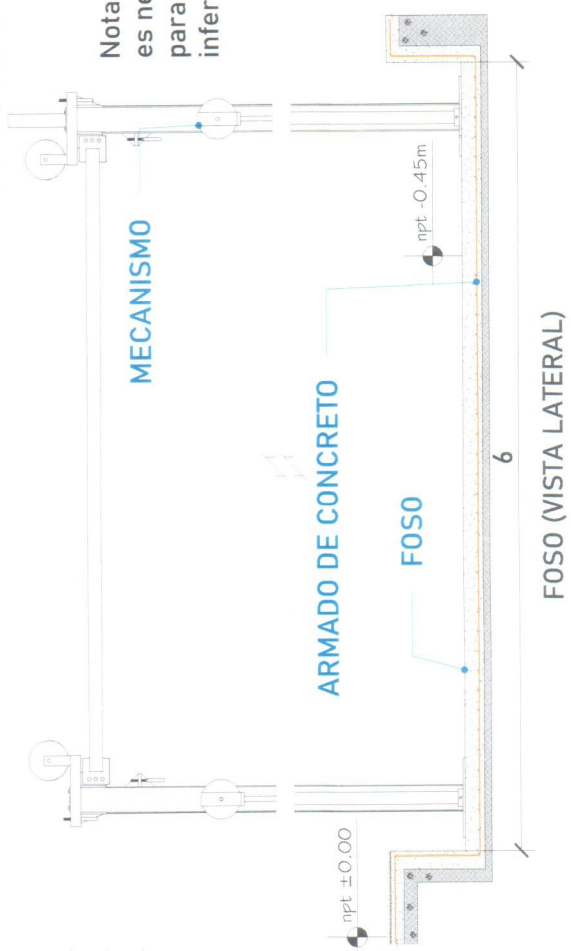 Nota
es ne
para
infer
MECANISMO
npt -0.45m
ARMADO DE CONCRETO
FOSO
npt ±0.00
6
FOSO (VISTA LATERAL)